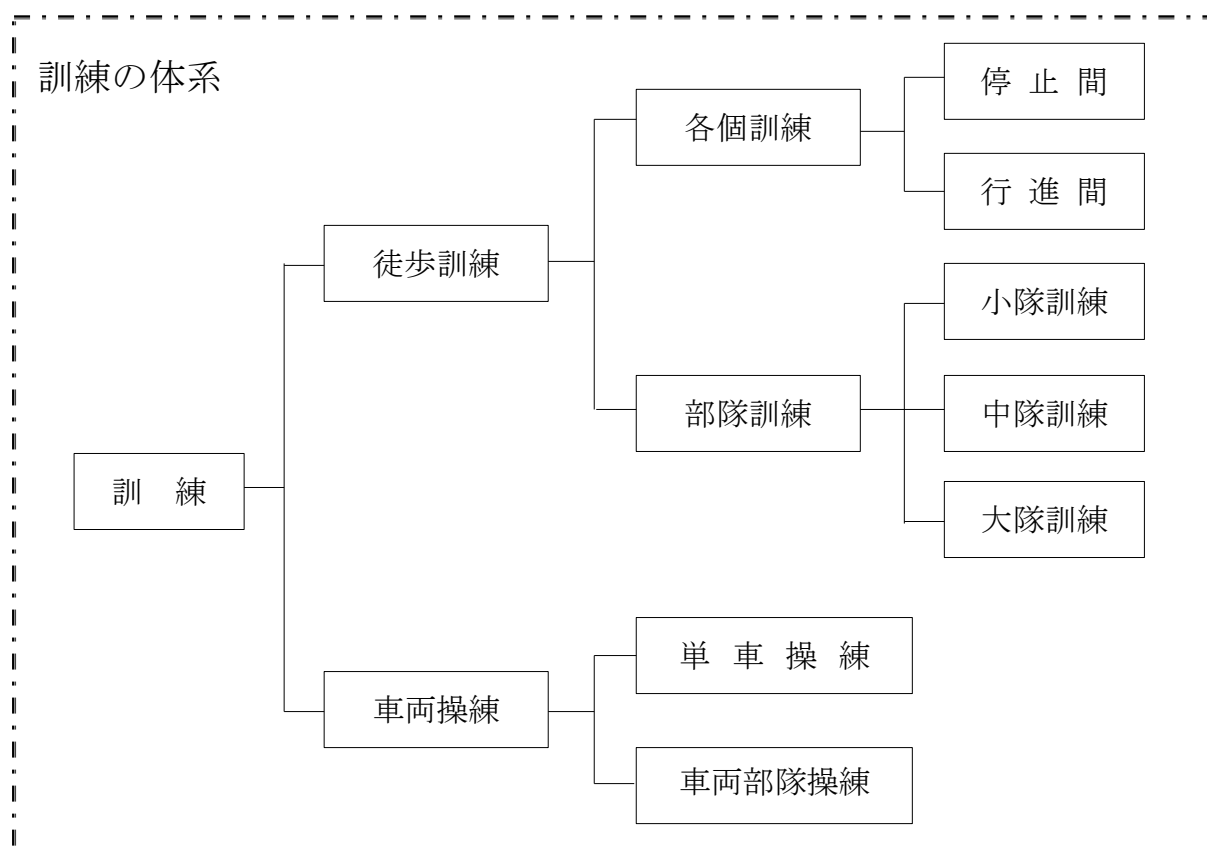 訓練の体系
停 止 間
各個訓練
行 進 間
徒歩訓練
小隊訓練
部隊訓練
中隊訓練
訓　練
大隊訓練
単 車 操 練
車両操練
車両部隊操練